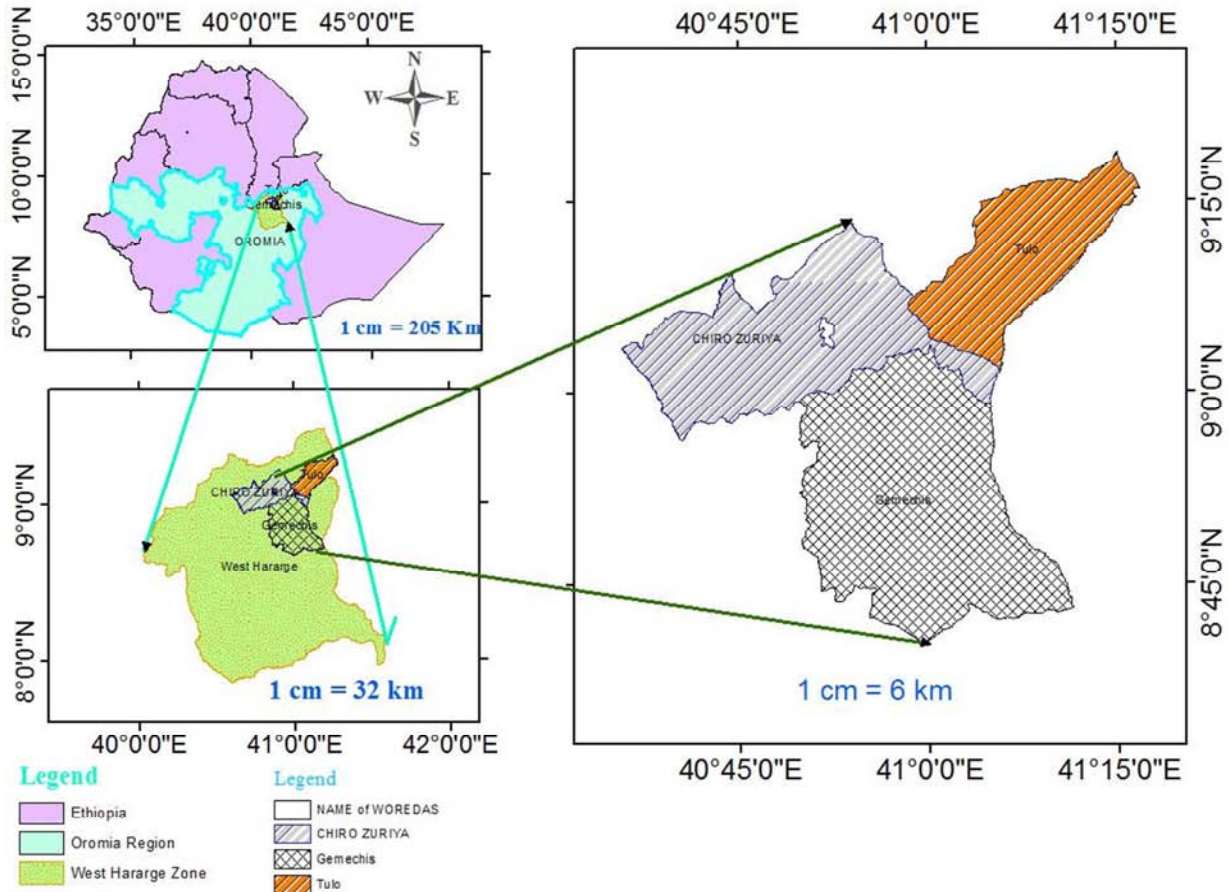 35°0'0"E 40°0'0"E 45°0'0"E
15°0'0"N
10°0'0"N
5°0'0"N
N
W E
S
Gemechis
OROMIA
1 cm = 205 Km
9°0'0"N
8°0'0"N
CHIRO ZURIYA
Tulo
Gemechis
West Hararge
1 cm = 32 km
40°0'0"E 41°0'0"E 42°0'0"E
40°45'0"E 41°0'0"E 41°15'0"E
Tulo
CHIRO ZURIYA
Gemechis
9°15'0"N
9°0'0"N
8°45'0"N
1 cm = 6 km
40°45'0"E 41°0'0"E 41°15'0"E
Legend
Ethiopia
Oromia Region
West Hararge Zone
Legend
NAME of WOREDAS
CHIRO ZURIYA
Gemechis
Tulo